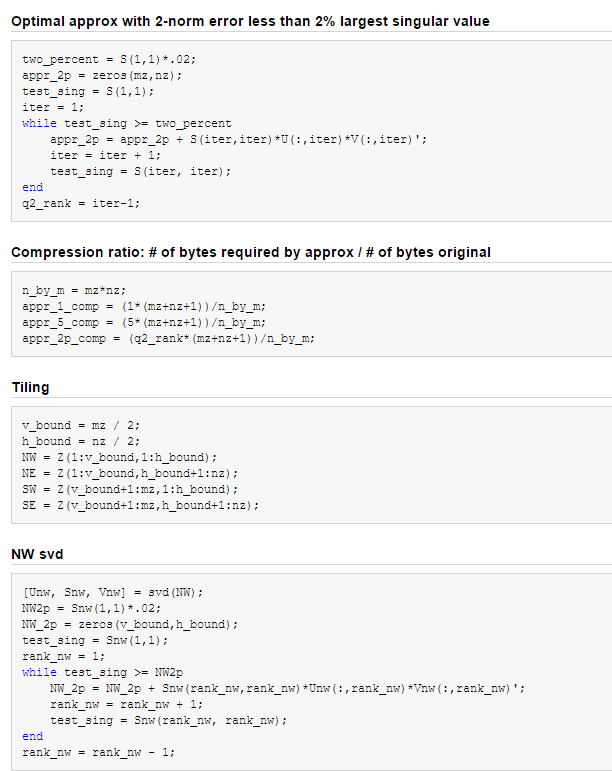 Optimal approx with 2-norm error less than 2% largest singular value
two_percent = S(1,1)*.02;
appr_2p = zeros(mz,nz);
test_sing = S(1,1);
iter = 1;
while test_sing >= two_percent
    appr_2p = appr_2p + S(iter,iter)*U(:,iter)*V(:,iter)';
    iter = iter + 1;
    test_sing = S(iter, iter);
end
q2_rank = iter-1;
Compression ratio: # of bytes required by approx / # of bytes original
n_by_m = mz*nz;
appr_1_comp = (1*(mz+nz+1))/n_by_m;
appr_5_comp = (5*(mz+nz+1))/n_by_m;
appr_2p_comp = (q2_rank*(mz+nz+1))/n_by_m;
Tiling
v_bound = mz / 2;
h_bound = nz / 2;
NW = Z(1:v_bound,1:h_bound);
NE = Z(1:v_bound,h_bound+1:nz);
SW = Z(v_bound+1:mz,1:h_bound);
SE = Z(v_bound+1:mz,h_bound+1:nz);
NW svd
[Unw, Snw, Vnw] = svd(NW);
NW2p = Snw(1,1)*.02;
NW_2p = zeros(v_bound,h_bound);
test_sing = Snw(1,1);
rank_nw = 1;
while test_sing >= NW2p
    NW_2p = NW_2p + Snw(rank_nw,rank_nw)*Unw(:,rank_nw)*Vnw(:,rank_nw)';
    rank_nw = rank_nw + 1;
    test_sing = Snw(rank_nw, rank_nw);
end
rank_nw = rank_nw - 1;